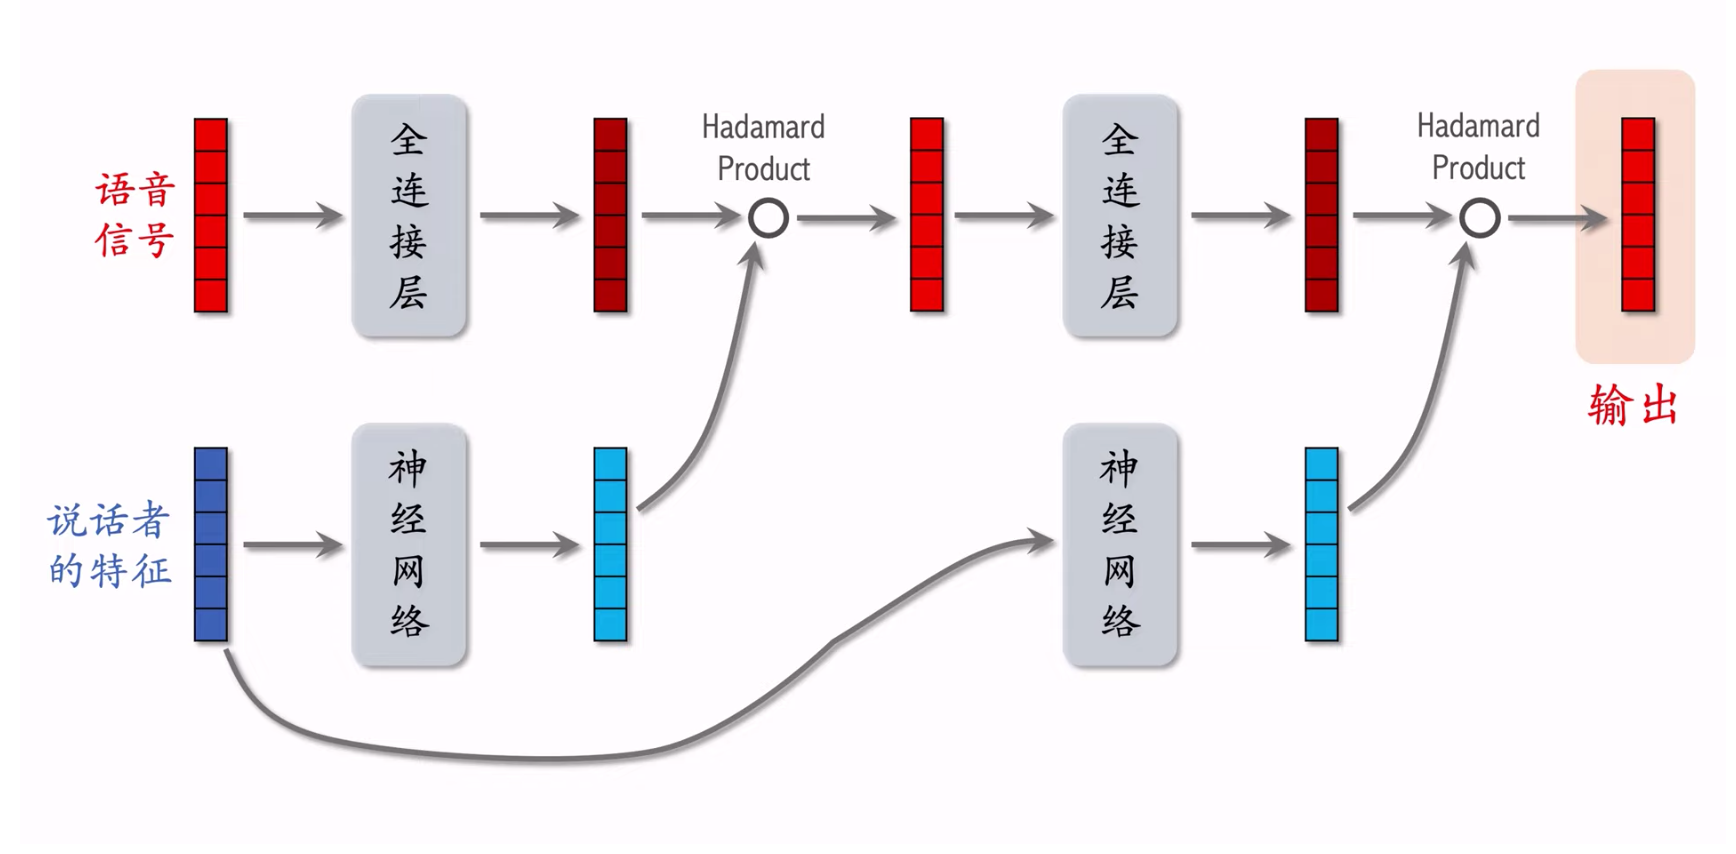 语音
信号
全
连
接
层
Hadamard
Product
全
连
接
层
Hadamard
Product
输出
说话者
的特征
神
经
网
络
神
经
网
络